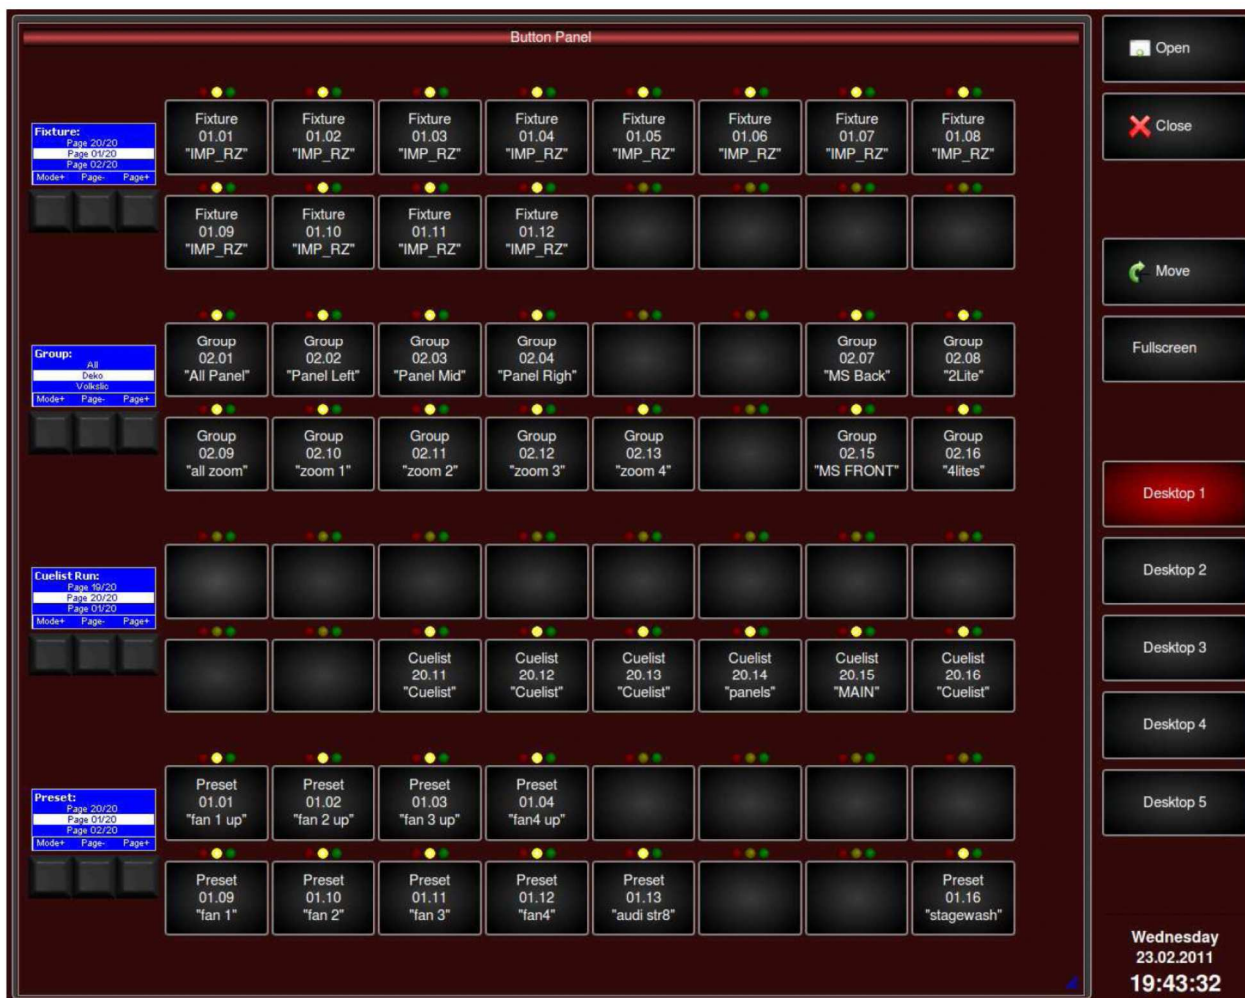 Button Panel
Open
Close
Move
Fullscreen
Desktop 1
Desktop 2
Desktop 3
Desktop 4
Desktop 5
Wednesday
23.02.2011
19:43:32
Fixture:
Page 20/20
Page 01/20
Page 02/20
Mode+ Page- Page+
Fixture
01.01
"IMP_RZ"
Fixture
01.02
"IMP_RZ"
Fixture
01.03
"IMP_RZ"
Fixture
01.04
"IMP_RZ"
Fixture
01.05
"IMP_RZ"
Fixture
01.06
"IMP_RZ"
Fixture
01.07
"IMP_RZ"
Fixture
01.08
"IMP_RZ"
Fixture
01.09
"IMP_RZ"
Fixture
01.10
"IMP_RZ"
Fixture
01.11
"IMP_RZ"
Fixture
01.12
"IMP_RZ"
Group:
All
Deko
Volkslic
Mode+ Page- Page+
Group
02.01
"All Panel"
Group
02.02
"Panel Left"
Group
02.03
"Panel Mid"
Group
02.04
"Panel Righ"
Group
02.07
"MS Back"
Group
02.08
"2Lite"
Group
02.09
"all zoom"
Group
02.10
"zoom 1"
Group
02.11
"zoom 2"
Group
02.12
"zoom 3"
Group
02.13
"zoom 4"
Group
02.15
"MS FRONT"
Group
02.16
"4lites"
Cuelist Run:
Page 19/20
Page 20/20
Page 01/20
Mode+ Page- Page+
Cuelist
20.11
"Cuelist"
Cuelist
20.12
"Cuelist"
Cuelist
20.13
"Cuelist"
Cuelist
20.14
"panels"
Cuelist
20.15
"MAIN"
Cuelist
20.16
"Cuelist"
Preset:
Page 20/20
Page 01/20
Page 02/20
Mode+ Page- Page+
Preset
01.01
"fan 1 up"
Preset
01.02
"fan 2 up"
Preset
01.03
"fan 3 up"
Preset
01.04
"fan4 up"
Preset
01.09
"fan 1"
Preset
01.10
"fan 2"
Preset
01.11
"fan 3"
Preset
01.12
"fan4"
Preset
01.13
"audi str8"
Preset
01.16
"stagewash"